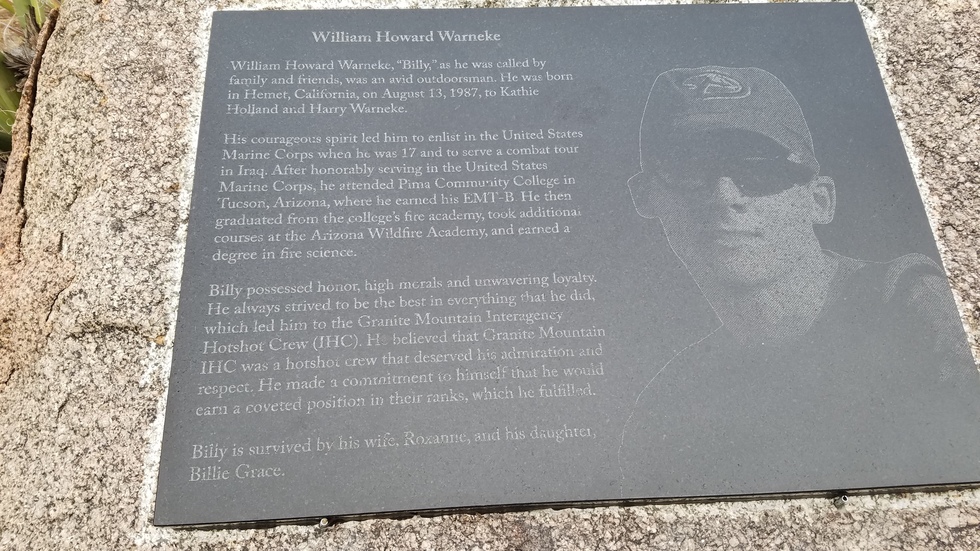 William Howard Warneke
William Howard Warneke, "Billy," as he was called by
family and friends, was an avid outdoorsman. He was born
in Hemet, California, on August 13, 1987, to Kathie
Holland and Harry Warneke.
His courageous spirit led him to enlist in the United States
Marine Corps when he was 17 and to serve a combat tour
in Iraq. After honorably serving in the United States
Marine Corps, he attended Pima Community College in
Tucson, Arizona, where he earned his EMT-B. He then
graduated from the college's fire academy, took additional
courses at the Arizona Wildfire Academy, and earned a
degree in fire science.
Billy possessed honor, high morals and unwavering loyalty.
He always strived to be the best in everything that he did,
which led him to the Granite Mountain Interagency
Hotshot Crew (IHC). He believed that Granite Mountain
IHC was a hotshot crew that deserved his admiration and
respect. He made a commitment to himself that he would
earn a coveted position in their ranks, which he fulfilled.
Billy is survived by his wife, Roxanne, and his daughter,
Billie Grace.